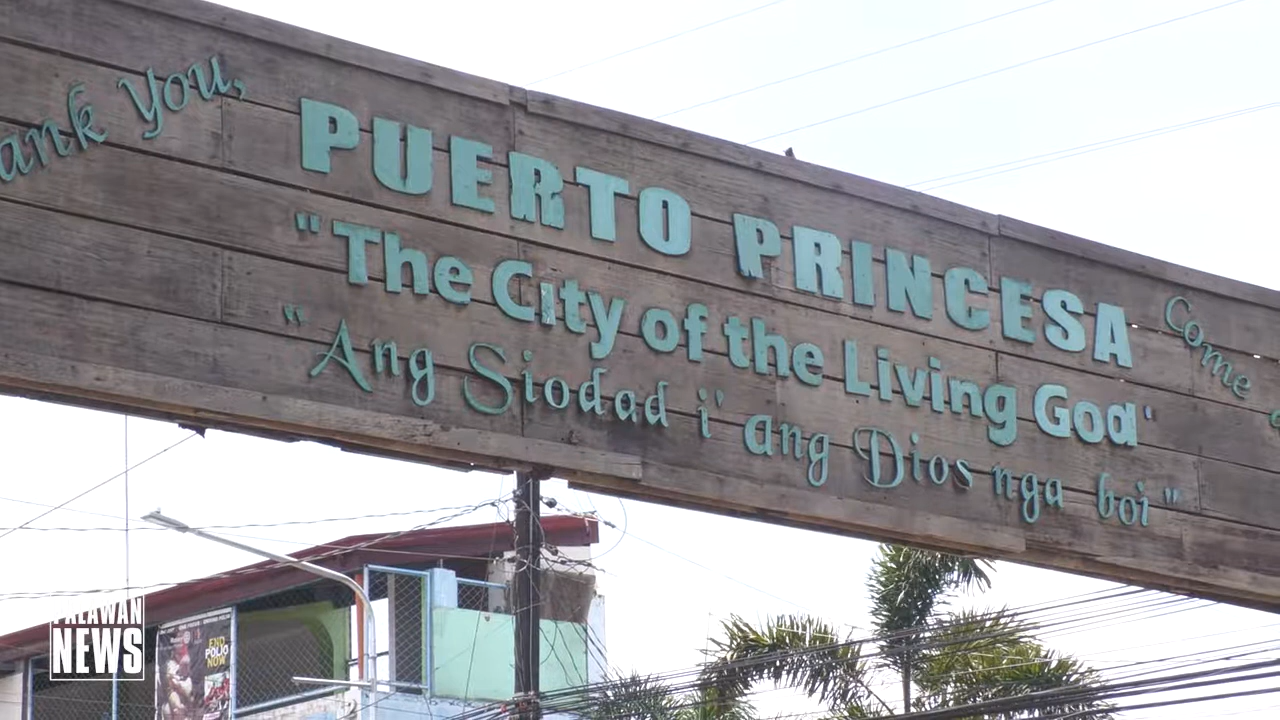 ank You,
PUERTO PRINCESA
Come
"The City of the Living God"
"Ang Siodad i' ang Dios nga boi"
END
POLIO
NOW
PALAWAN
NEWS